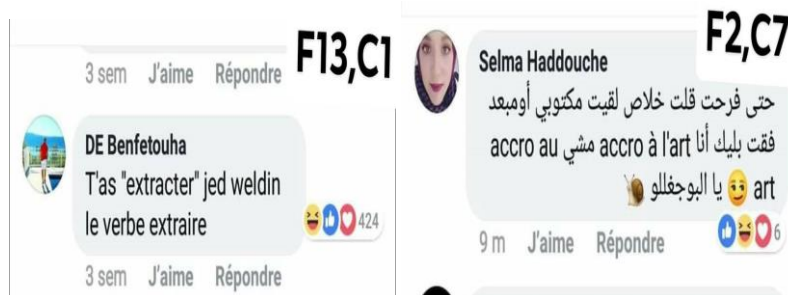 F13,C1
3 sem J'aime Répondre
DE Benfetouha
T'as "extracter" jed weldin
le verbe extraire
424
3 sem J'aime Répondre
F2,C7
Selma Haddouche
حتى فرحت قلت خلاص لقيت مكتوبي أومبعد
فقت بليك أنا accro à l'art مشي accro au
art 🥴 يا البوجغللو 🐌
6
9 m J'aime Répondre